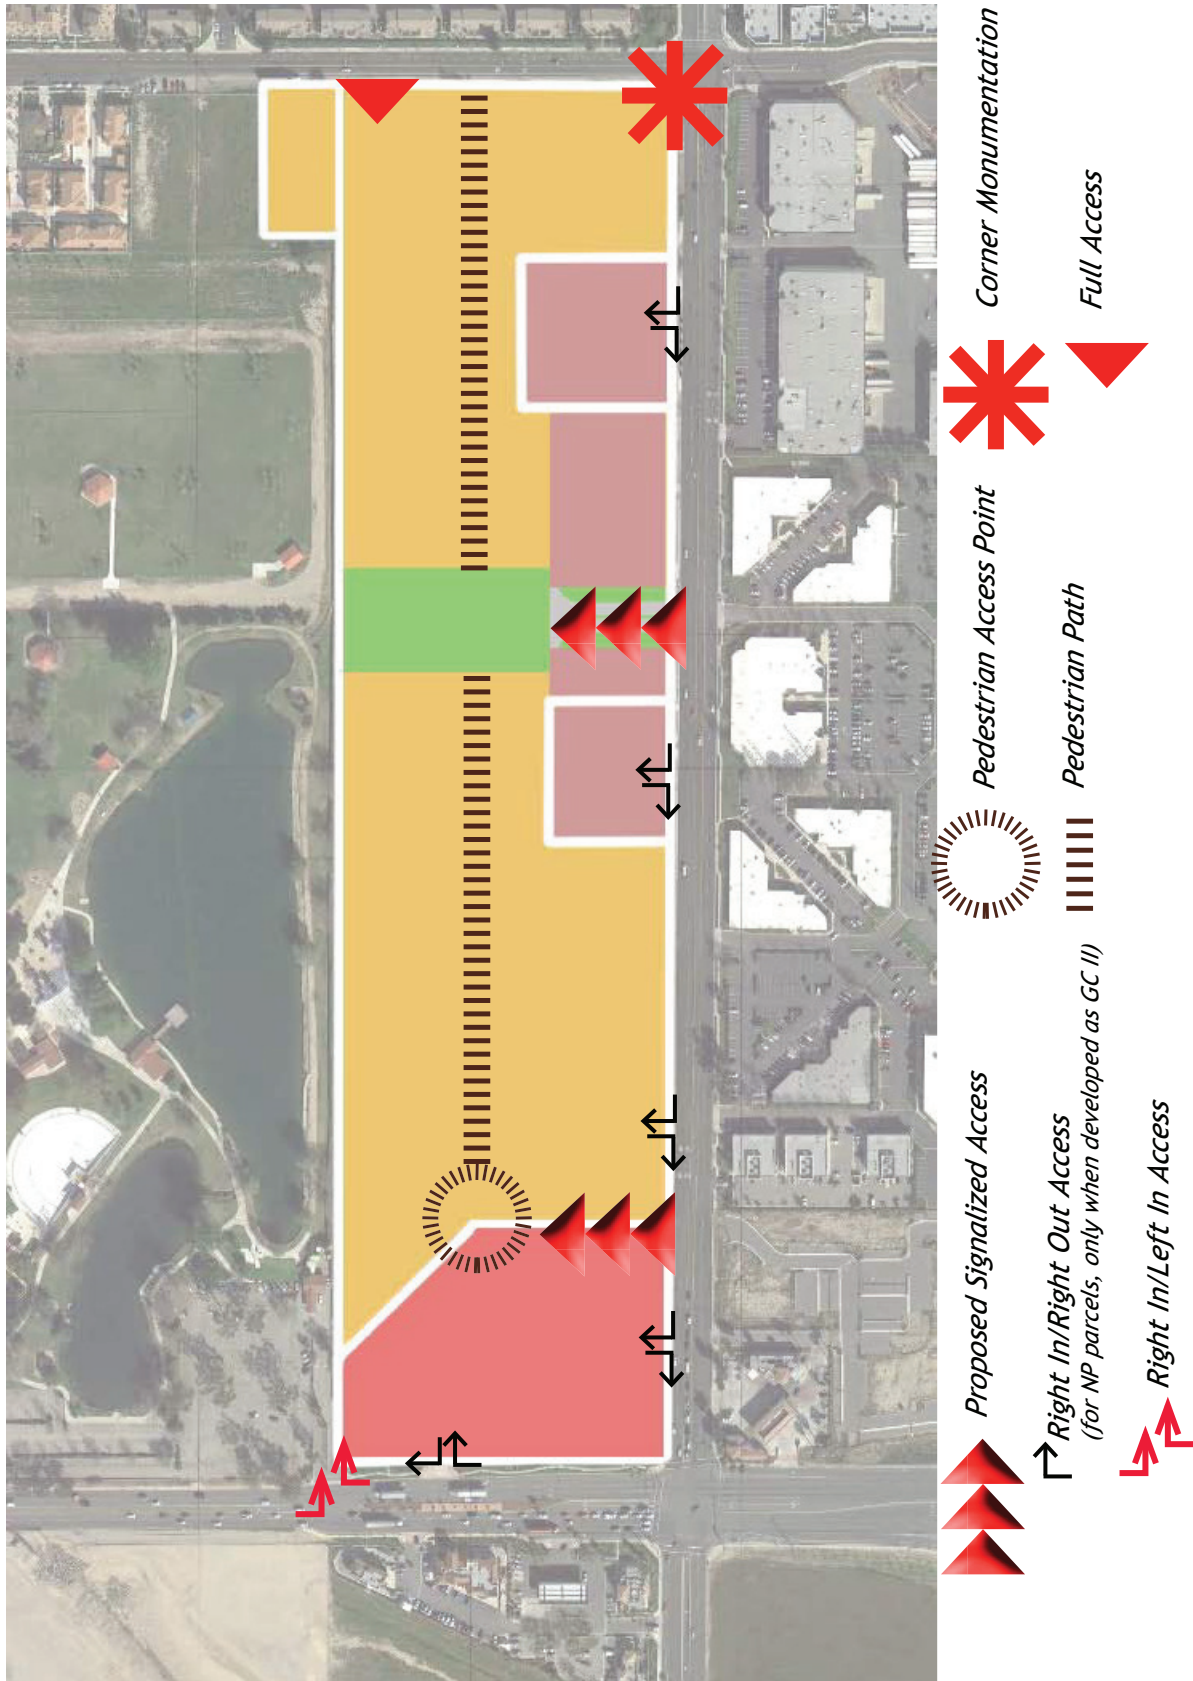 Proposed Signalized Access
Right In/Right Out Access
(for NP parcels, only when developed as GC II)
Right In/Left In Access
Pedestrian Access Point
Pedestrian Path
Corner Monumentation
Full Access